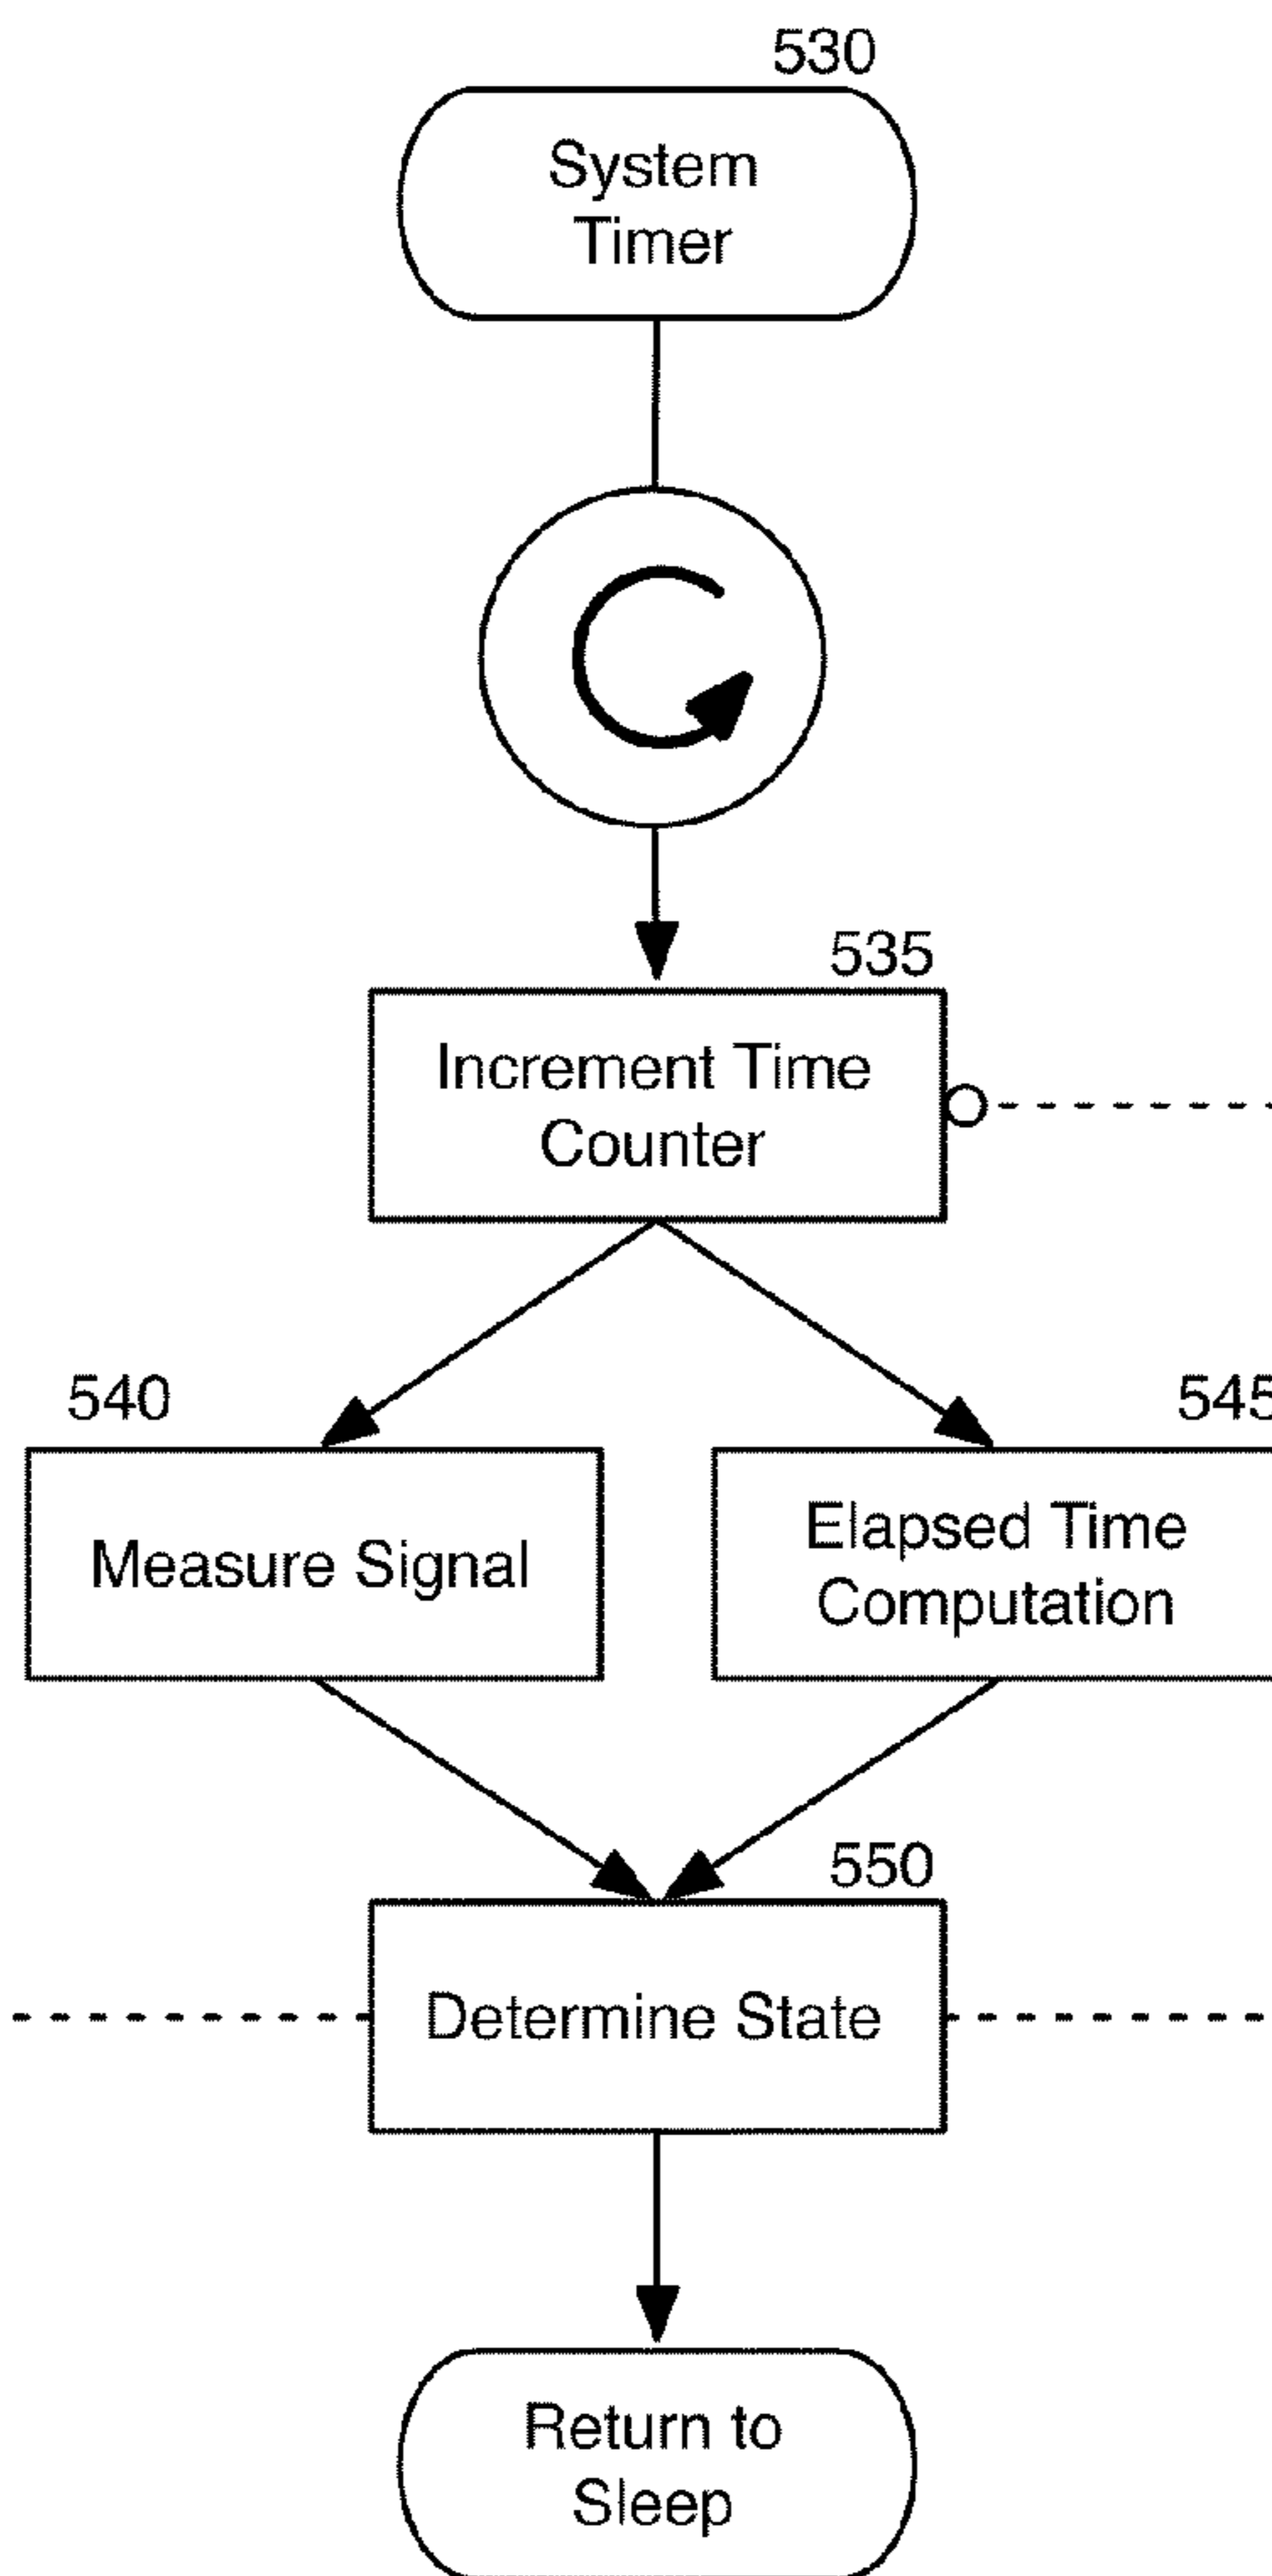 530
System
Timer
535
Increment Time
Counter
540
Measure Signal
545
Elapsed Time
Computation
550
Determine State
Return to
Sleep